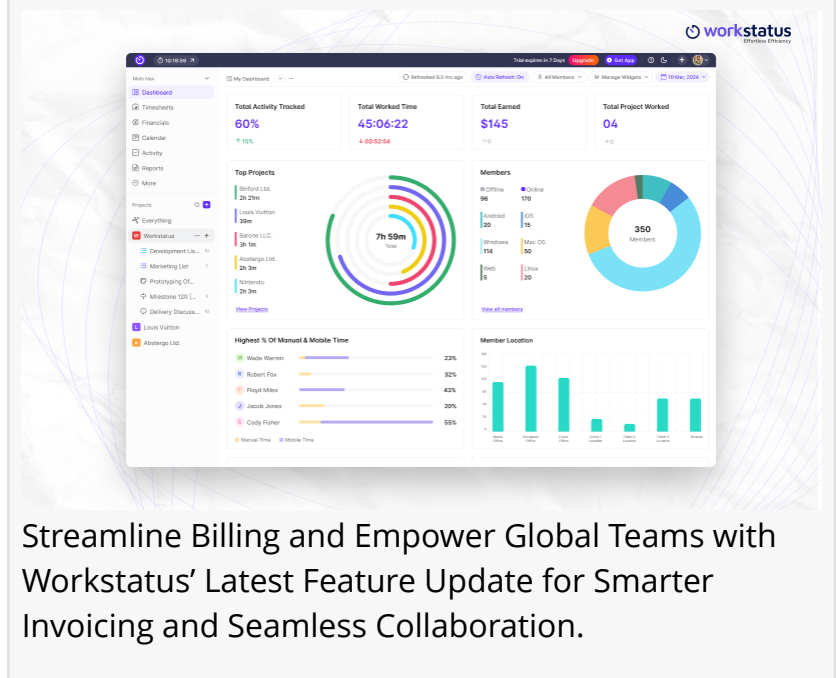 workstatus
Effortless Efficiency
10:18:59
Trial expires in 7 Days
Upgrade
Get App
Main Nav
My Dashboard
Auto Refresh: On
All Members
Manage Widgets
10 Mar, 2024
Dashboard
Timesheets
Financials
Calendar
Activity
Reports
More
Projects
Everything
W Workstatus
Development Lis...
Marketing List
Prototyping Of...
Milestone 120 [...
Delivery Discuss...
L Louis Vuitton
A Abstergo Ltd.
Total Activity Tracked
60%
↑ 15%
Total Worked Time
45:06:22
↓ 03:52:54
Total Earned
$145
→0
Total Project Worked
04
→0
Top Projects
Binford Ltd.
2h 21m
Louis Vuitton
39m
Barone LLC.
3h 1m
Abstergo Ltd.
2h 3m
Nintendo
2h 3m
7h 59m
Total
View Projects
Members
Offline
96
Online
170
Android
20
iOS
15
Windows
114
Mac OS
50
Web
5
Linux
20
350
Members
View all members
Highest % Of Manual & Mobile Time
W Wade Warren 23%
R Robert Fox 32%
F Floyd Miles 43%
J Jacob Jones 20%
C Cody Fisher 55%
Manual Time
Mobile Time
Member Location
Streamline Billing and Empower Global Teams with
Workstatus’ Latest Feature Update for Smarter
Invoicing and Seamless Collaboration.